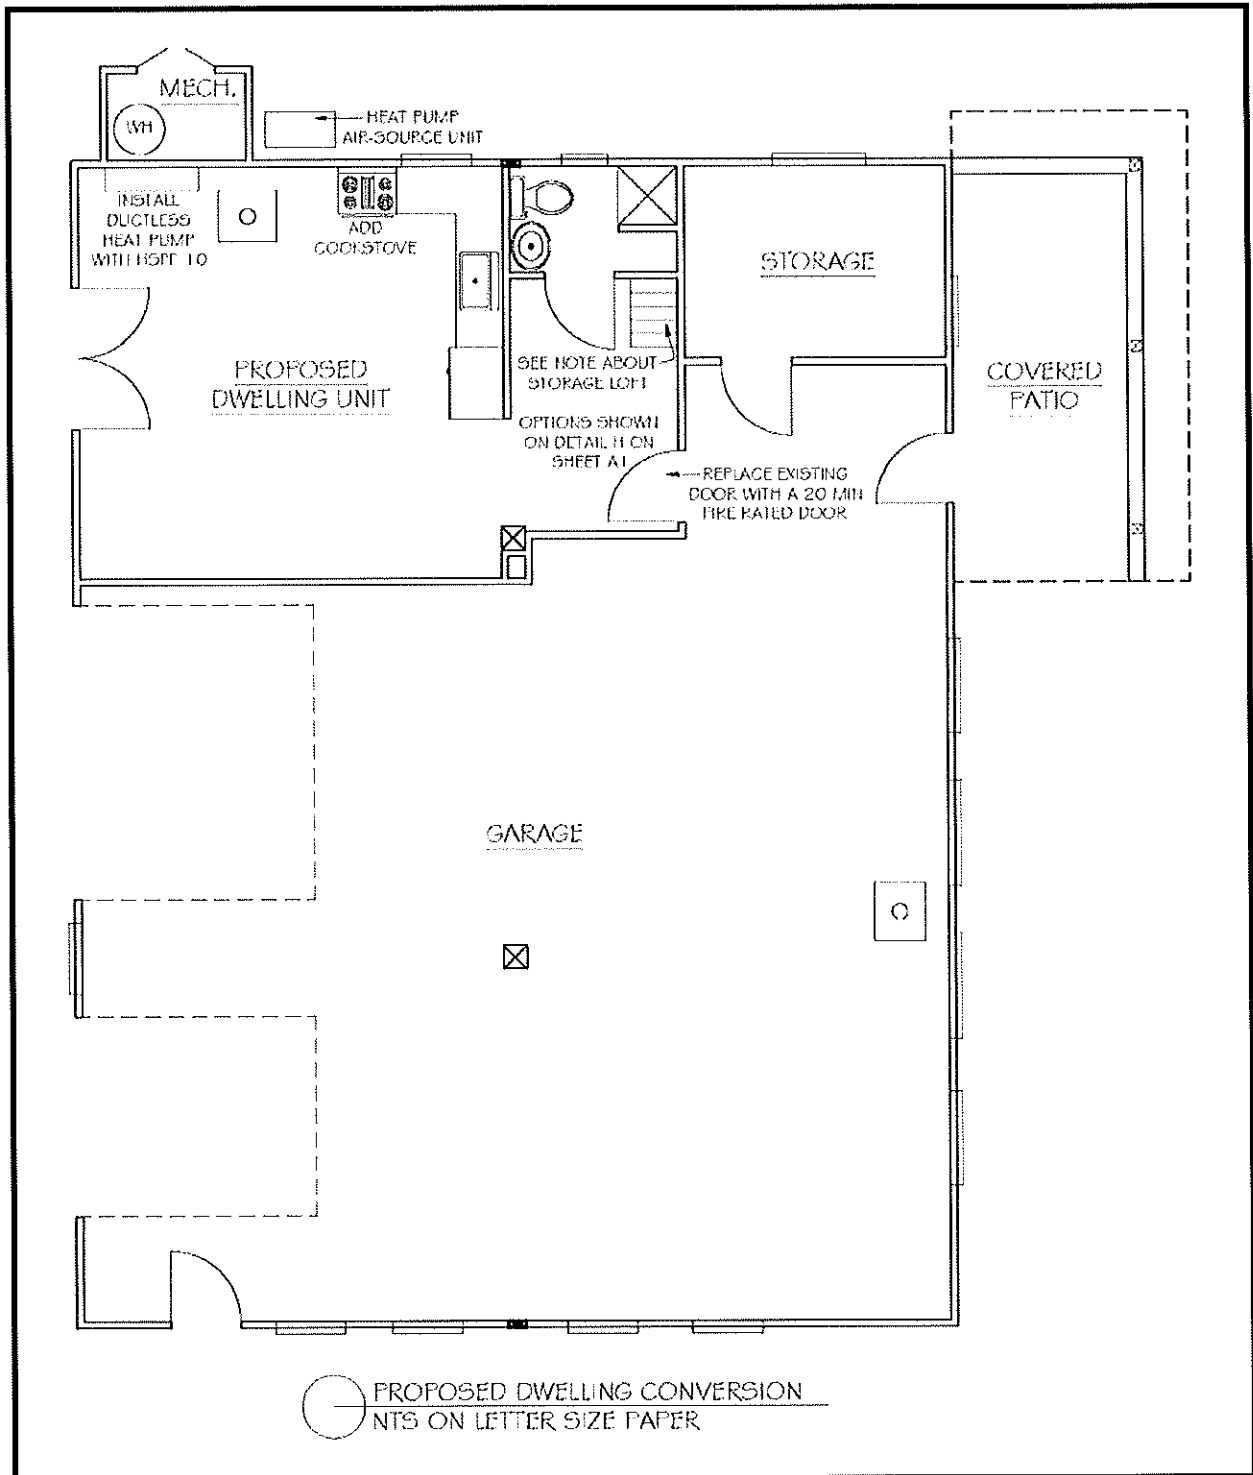 MECH.
WH
HEAT PUMP
AIR-SOURCE UNIT
INSTALL
DUCTLESS
HEAT PUMP
WITH HSPF 10
ADD
COOKSTOVE
STORAGE
SEE NOTE ABOUT
STORAGE LOFT
PROPOSED
DWELLING UNIT
COVERED
PATIO
OPTIONS SHOWN
ON DETAIL H ON
SHEET A1
REPLACE EXISTING
DOOR WITH A 20 MIN
FIRE RATED DOOR
GARAGE
PROPOSED DWELLING CONVERSION
NTS ON LETTER SIZE PAPER